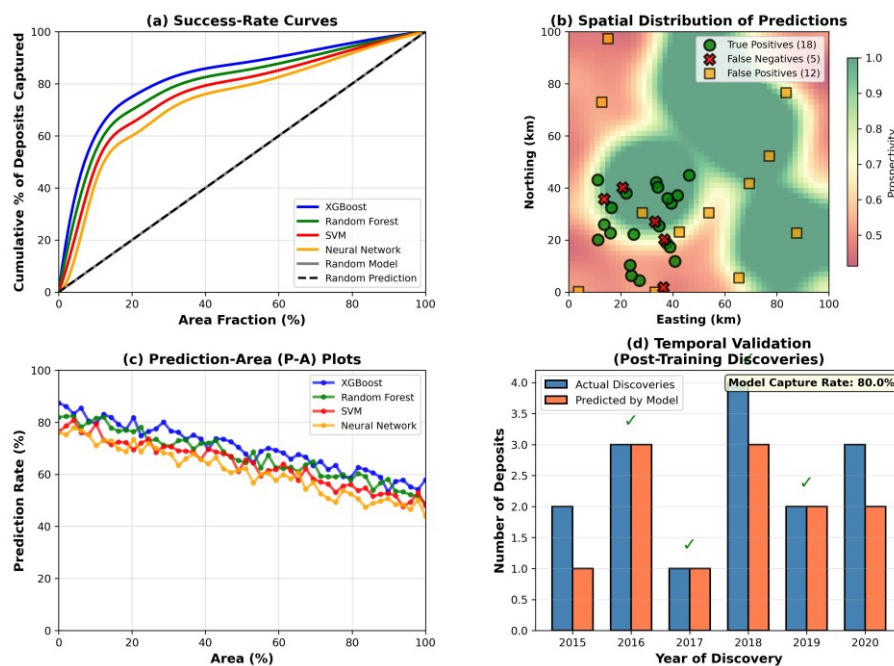 (a) Success-Rate Curves
Cumulative % of Deposits Captured
100
80
60
40
20
0
XGBoost
Random Forest
SVM
Neural Network
Random Model
Random Prediction
0 20 40 60 80 100
Area Fraction (%)
(b) Spatial Distribution of Predictions
Northing (km)
100
80
60
40
20
0
True Positives (18)
False Negatives (5)
False Positives (12)
0 20 40 60 80 100
Easting (km)
1.0
0.9
0.8
0.7
0.6
0.5
Prospectivity
(c) Prediction-Area (P-A) Plots
Prediction Rate (%)
100
80
60
40
20
0
XGBoost
Random Forest
SVM
Neural Network
0 20 40 60 80 100
Area (%)
(d) Temporal Validation
(Post-Training Discoveries)
Number of Deposits
4.0
3.5
3.0
2.5
2.0
1.5
1.0
0.5
0.0
Actual Discoveries
Predicted by Model
Model Capture Rate: 80.0%
✓
✓
✓
✓
2015 2016 2017 2018 2019 2020
Year of Discovery